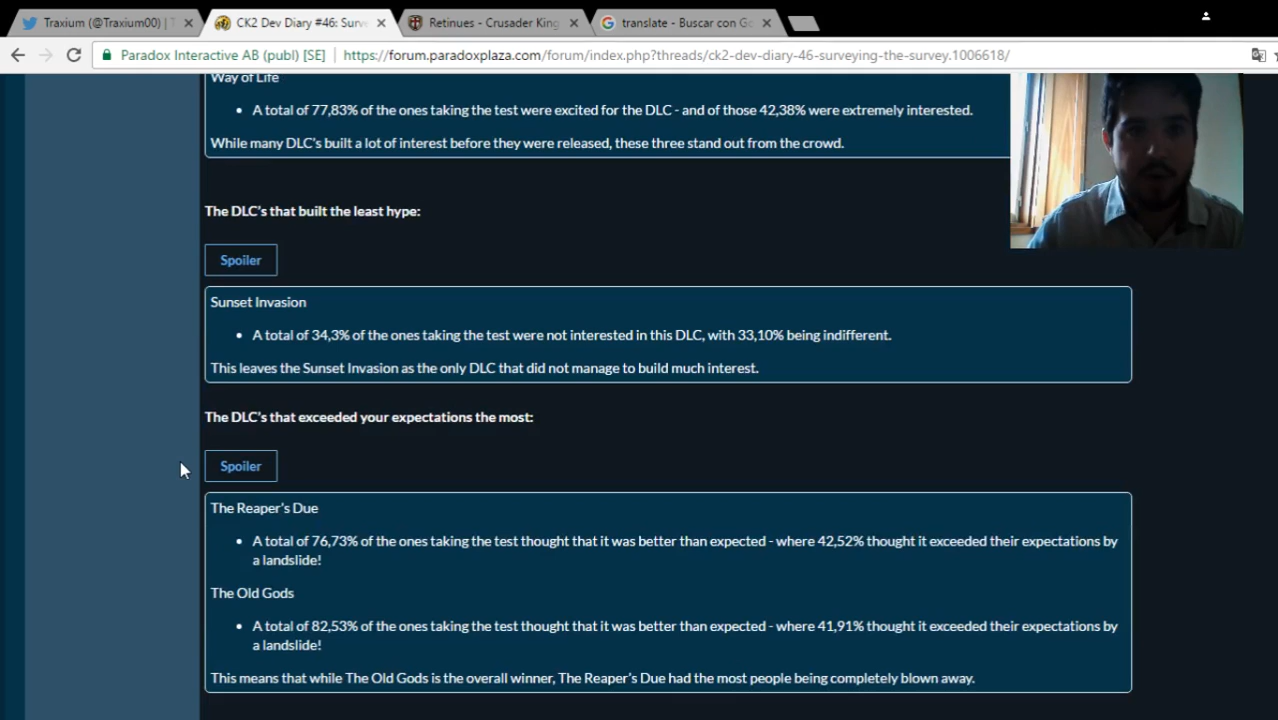 Traxium (@Traxium00) | T
CK2 Dev Diary #46: Surve
Retinues - Crusader King
translate - Buscar con Go
Paradox Interactive AB (publ) [SE]
https://forum.paradoxplaza.com/forum/index.php?threads/ck2-dev-diary-46-surveying-the-survey.1006618/
Way of Life
• A total of 77,83% of the ones taking the test were excited for the DLC - and of those 42,38% were extremely interested.
While many DLC's built a lot of interest before they were released, these three stand out from the crowd.
The DLC's that built the least hype:
Spoiler
Sunset Invasion
• A total of 34,3% of the ones taking the test were not interested in this DLC, with 33,10% being indifferent.
This leaves the Sunset Invasion as the only DLC that did not manage to build much interest.
The DLC's that exceeded your expectations the most:
Spoiler
The Reaper's Due
• A total of 76,73% of the ones taking the test thought that it was better than expected - where 42,52% thought it exceeded their expectations by
a landslide!
The Old Gods
• A total of 82,53% of the ones taking the test thought that it was better than expected - where 41,91% thought it exceeded their expectations by
a landslide!
This means that while The Old Gods is the overall winner, The Reaper's Due had the most people being completely blown away.